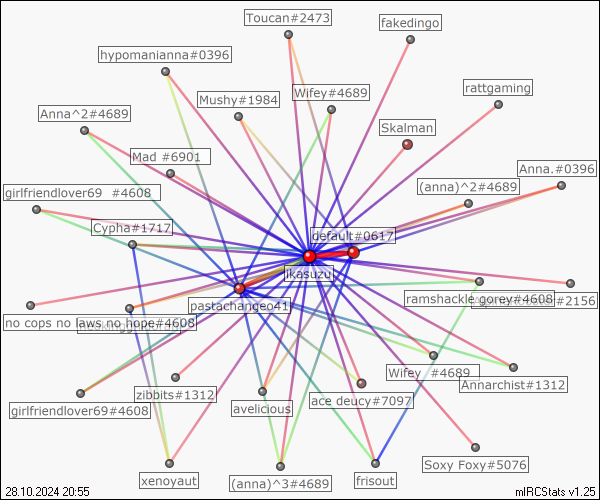 Toucan#2473
fakedingo
hypomanianna#0396
rattgaming
Mushy#1984
Wifey#4689
Anna^2#4689
Skalman
Mad #6901
Anna.#0396
(anna)^2#4689
girlfriendlover69 #4608
Cypha#1717
default#0617
ikasuzu
pastachangeo41
ramshackle_gorey#4608
#2156
no cops no laws no hope#4608
Wifey_#4689
Annarchist#1312
zibbits#1312
ace deucy#7097
girlfriendlover69#4608
avelicious
Soxy Foxy#5076
xenoyaut
(anna)^3#4689
frisout
28.10.2024 20:55
mIRCStats v1.25